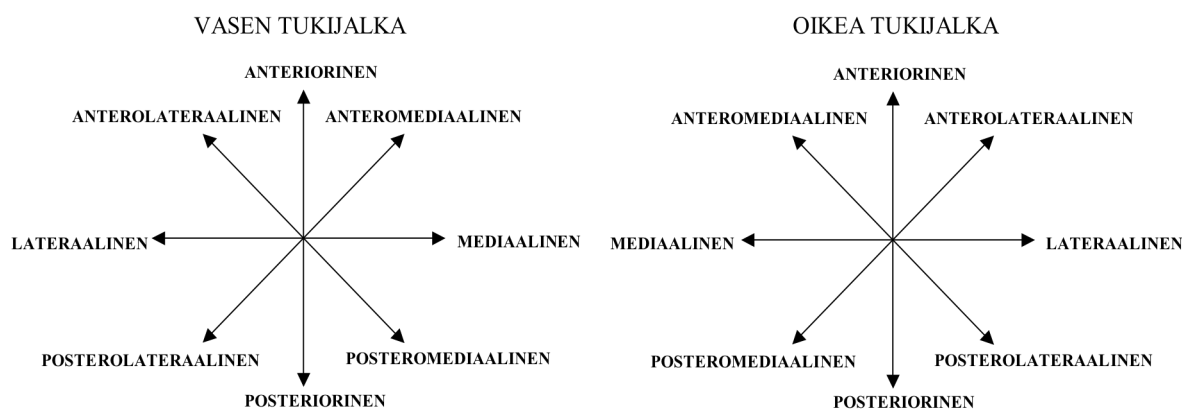 VASEN TUKIJALKA
ANTERIORINEN
ANTEROLATERAALINEN
ANTEROMEDIAALINEN
LATERAALINEN
MEDIAALINEN
POSTEROLATERAALINEN
POSTEROMEDIAALINEN
POSTERIORINEN
OIKEA TUKIJALKA
ANTERIORINEN
ANTEROMEDIAALINEN
ANTEROLATERAALINEN
MEDIAALINEN
LATERAALINEN
POSTEROMEDIAALINEN
POSTEROLATERAALINEN
POSTERIORINEN